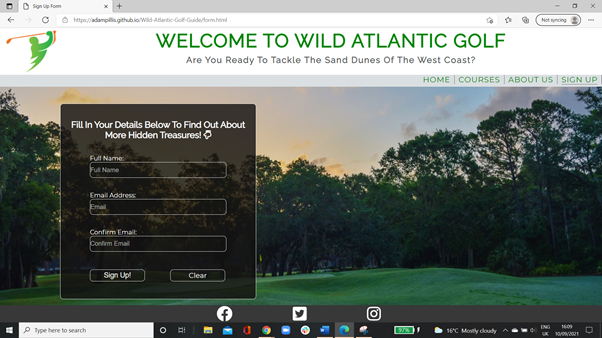 Sign Up Form
https://adampillis.github.io/Wild-Atlantic-Golf-Guide/form.html
Not syncing
WELCOME TO WILD ATLANTIC GOLF
Are You Ready To Tackle The Sand Dunes Of The West Coast?
HOME COURSES ABOUT US SIGN UP
Fill In Your Details Below To Find Out About
More Hidden Treasures!
Full Name:
Full Name
Email Address:
Email
Confirm Email:
Confirm Email
Sign Up! Clear
Type here to search
97%
16°C Mostly cloudy
ENG
UK
16:09
10/09/2021